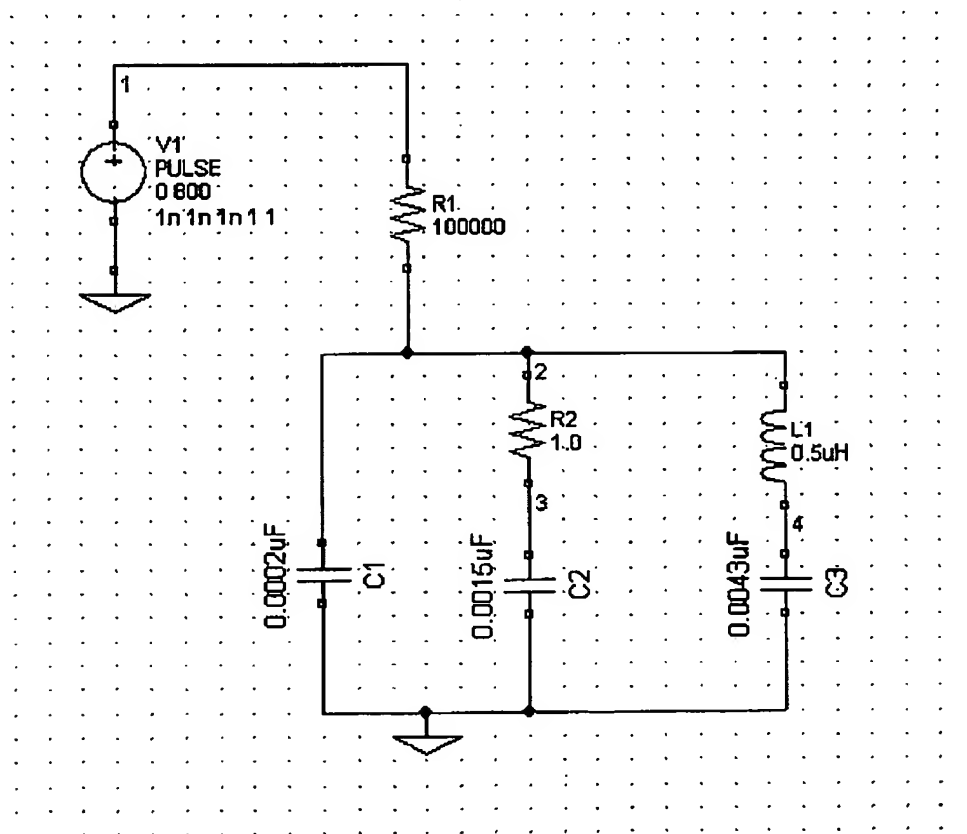 1
V1
+
PULSE
0 800
1n 1n 1n 1 1
R1
100000
2
R2
1.0
L1
0.5uH
3
4
0.0002uF
C1
0.0015uF
C2
0.0043uF
C3